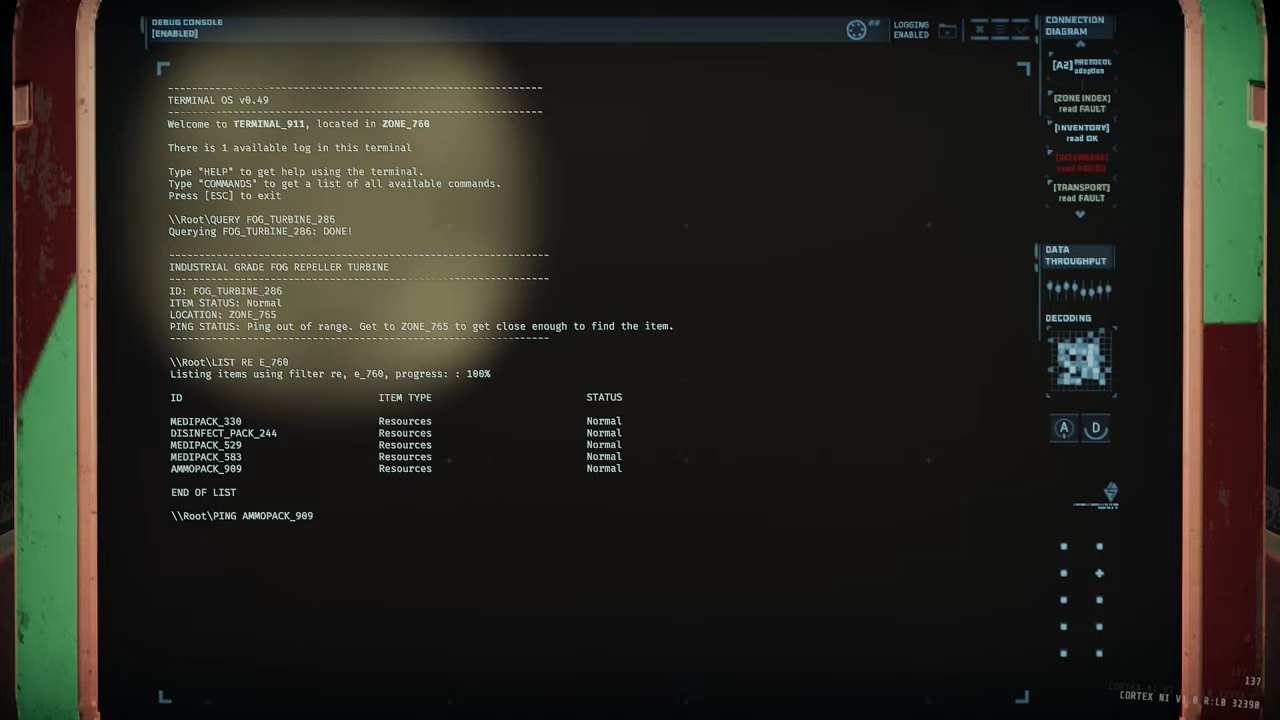 DEBUG CONSOLE
[ENABLED]
LOGGING
ENABLED
------------------------------------------------------------
TERMINAL OS v0.49
------------------------------------------------------------
Welcome to TERMINAL_911, located in ZONE_760
There is 1 available log in this terminal
Type "HELP" to get help using the terminal.
Type "COMMANDS" to get a list of all available commands.
Press [ESC] to exit
\\Root\QUERY FOG_TURBINE_286
Querying FOG_TURBINE_286: DONE!
------------------------------------------------------------
INDUSTRIAL GRADE FOG REPELLER TURBINE
------------------------------------------------------------
ID: FOG_TURBINE_286
ITEM STATUS: Normal
LOCATION: ZONE_765
PING STATUS: Ping out of range. Get to ZONE_765 to get close enough to find the item.
------------------------------------------------------------
\\Root\LIST RE E_760
Listing items using filter re, e_760, progress: : 100%
ID ITEM TYPE STATUS
MEDIPACK_330 Resources Normal
DISINFECT_PACK_244 Resources Normal
MEDIPACK_529 Resources Normal
MEDIPACK_583 Resources Normal
AMMOPACK_909 Resources Normal
END OF LIST
\\Root\PING AMMOPACK_909
CONNECTION
DIAGRAM
[A2] PROTOCOL
adaption
[ZONE INDEX]
read FAULT
[INVENTORY]
read OK
read FAILED
[TRANSPORT]
read FAULT
DATA
THROUGHPUT
DECODING
A D
137
CORTEX NI V1.0 R:L0 32390